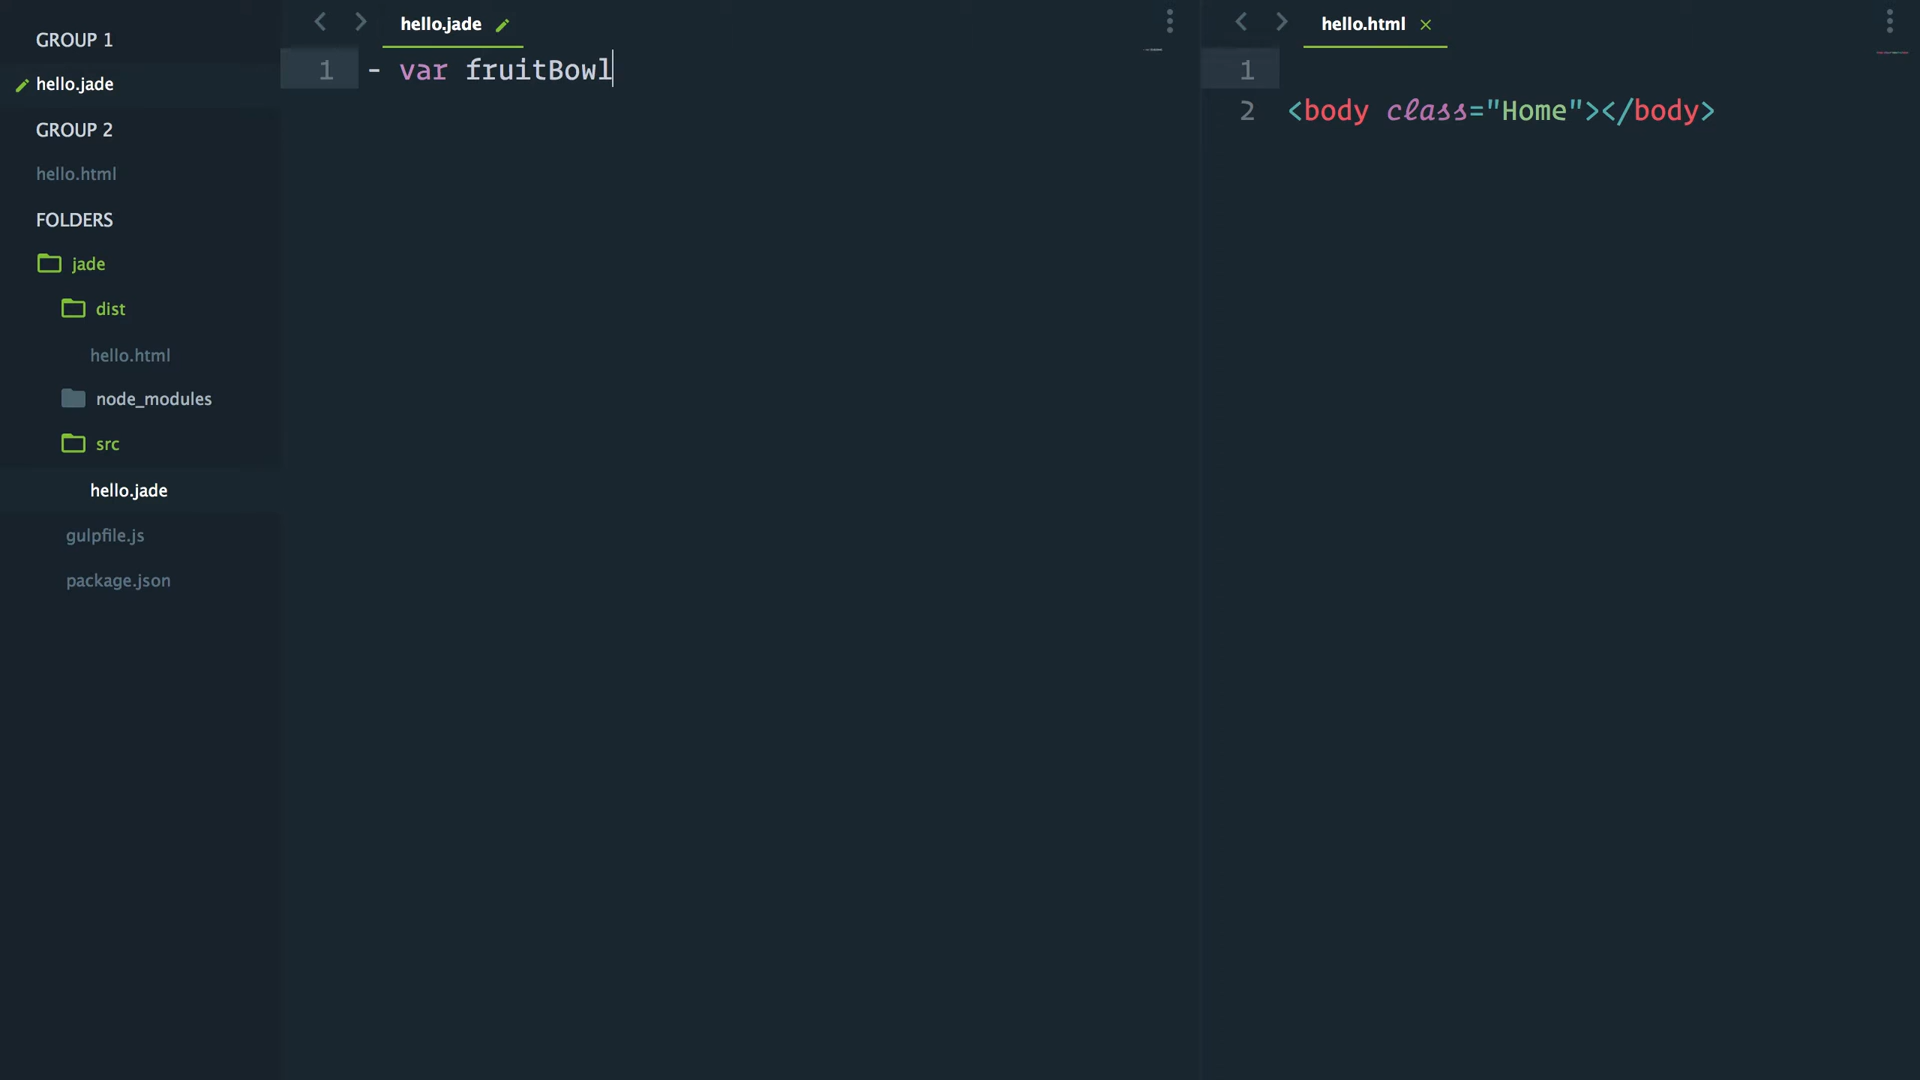 GROUP 1
hello.jade
GROUP 2
hello.html
FOLDERS
jade
dist
hello.html
node_modules
src
hello.jade
gulpfile.js
package.json
hello.jade
1 - var fruitBowl
hello.html
1
2 <body class="Home"></body>